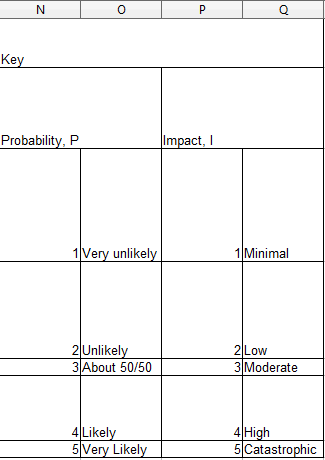 N O P Q
Key
Probability, P Impact, I
1 Very unlikely 1 Minimal
2 Unlikely 2 Low
3 About 50/50 3 Moderate
4 Likely 4 High
5 Very Likely 5 Catastrophic